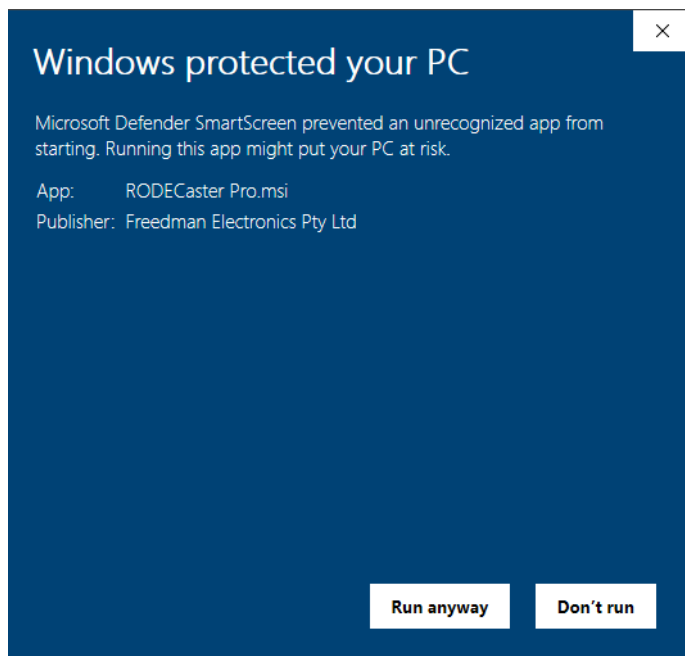 Windows protected your PC
Microsoft Defender SmartScreen prevented an unrecognized app from
starting. Running this app might put your PC at risk.
App: RODECaster Pro.msi
Publisher: Freedman Electronics Pty Ltd
Run anyway Don't run